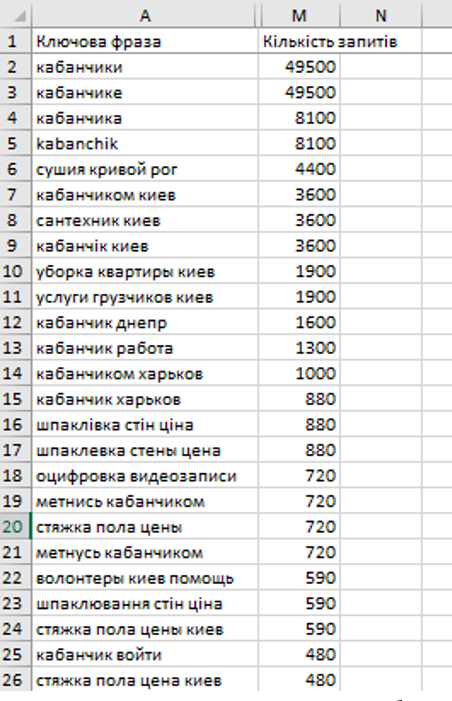 A M N
1 Ключова фраза Кількість запитів
2 кабанчики 49500
3 кабанчике 49500
4 кабанчика 8100
5 kabanchik 8100
6 сушия кривой рог 4400
7 кабанчиком киев 3600
8 сантехник киев 3600
9 кабанчік киев 3600
10 уборка квартиры киев 1900
11 услуги грузчиков киев 1900
12 кабанчик днепр 1600
13 кабанчик работа 1300
14 кабанчиком харьков 1000
15 кабанчик харьков 880
16 шпаклівка стін ціна 880
17 шпаклевка стены цена 880
18 оцифровка видеозаписи 720
19 метнись кабанчиком 720
20 стяжка пола цены 720
21 метнусь кабанчиком 720
22 волонтеры киев помощь 590
23 шпаклювання стін ціна 590
24 стяжка пола цены киев 590
25 кабанчик войти 480
26 стяжка пола цена киев 480